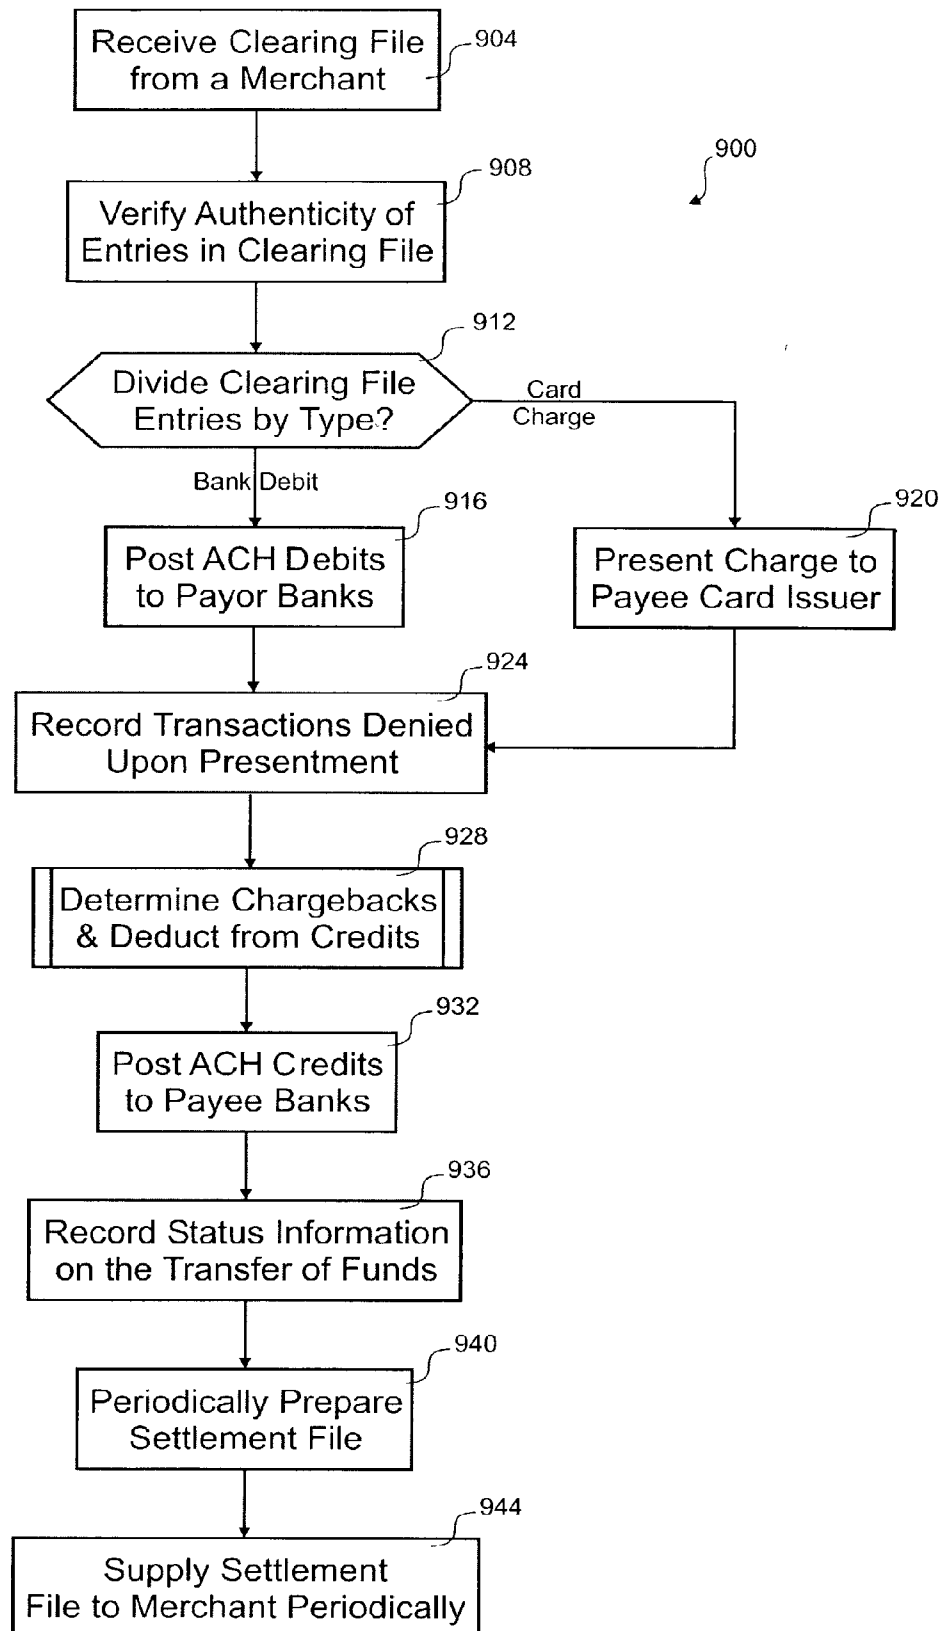 Receive Clearing File
from a Merchant
904
900
908
Verify Authenticity of
Entries in Clearing File
912
Divide Clearing File
Entries by Type?
Card
Charge
Bank Debit
916
920
Post ACH Debits
to Payor Banks
Present Charge to
Payee Card Issuer
924
Record Transactions Denied
Upon Presentment
928
Determine Chargebacks
& Deduct from Credits
932
Post ACH Credits
to Payee Banks
936
Record Status Information
on the Transfer of Funds
940
Periodically Prepare
Settlement File
944
Supply Settlement
File to Merchant Periodically